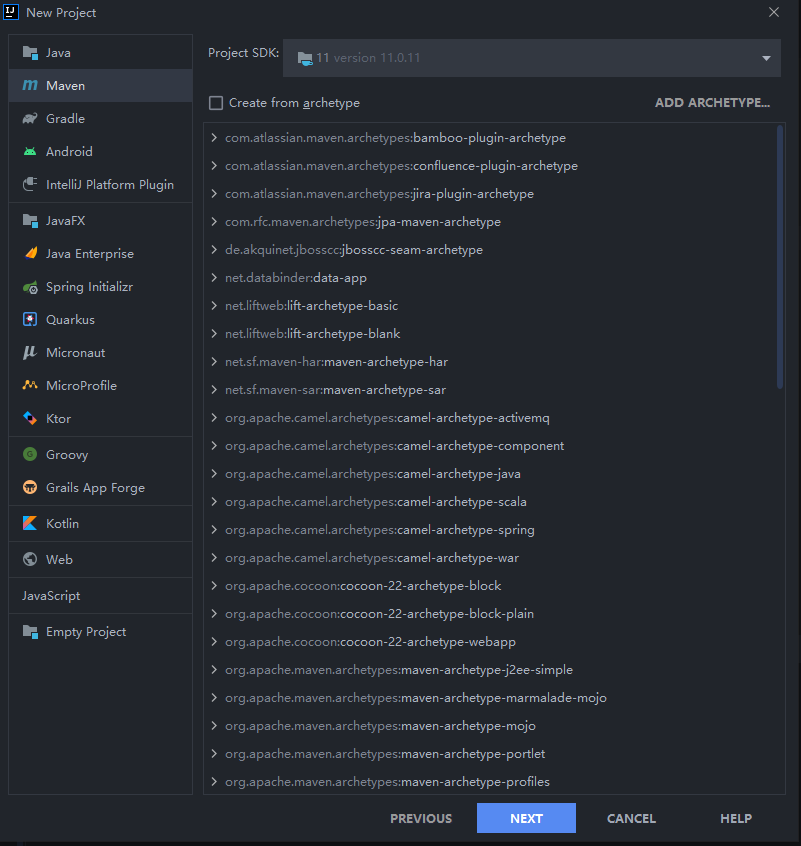 New Project
Java
Maven
Gradle
Android
IntelliJ Platform Plugin
JavaFX
Java Enterprise
Spring Initializr
Quarkus
Micronaut
MicroProfile
Ktor
Groovy
Grails App Forge
Kotlin
Web
JavaScript
Empty Project
Project SDK: 11 version 11.0.11
Create from archetype ADD ARCHETYPE...
com.atlassian.maven.archetypes:bamboo-plugin-archetype
com.atlassian.maven.archetypes:confluence-plugin-archetype
com.atlassian.maven.archetypes:jira-plugin-archetype
com.rfc.maven.archetypes:jpa-maven-archetype
de.akquinet.jbosscc:jbosscc-seam-archetype
net.databinder:data-app
net.liftweb:lift-archetype-basic
net.liftweb:lift-archetype-blank
net.sf.maven-har:maven-archetype-har
net.sf.maven-sar:maven-archetype-sar
org.apache.camel.archetypes:camel-archetype-activemq
org.apache.camel.archetypes:camel-archetype-component
org.apache.camel.archetypes:camel-archetype-java
org.apache.camel.archetypes:camel-archetype-scala
org.apache.camel.archetypes:camel-archetype-spring
org.apache.camel.archetypes:camel-archetype-war
org.apache.cocoon:cocoon-22-archetype-block
org.apache.cocoon:cocoon-22-archetype-block-plain
org.apache.cocoon:cocoon-22-archetype-webapp
org.apache.maven.archetypes:maven-archetype-j2ee-simple
org.apache.maven.archetypes:maven-archetype-marmalade-mojo
org.apache.maven.archetypes:maven-archetype-mojo
org.apache.maven.archetypes:maven-archetype-portlet
org.apache.maven.archetypes:maven-archetype-profiles
PREVIOUS NEXT CANCEL HELP